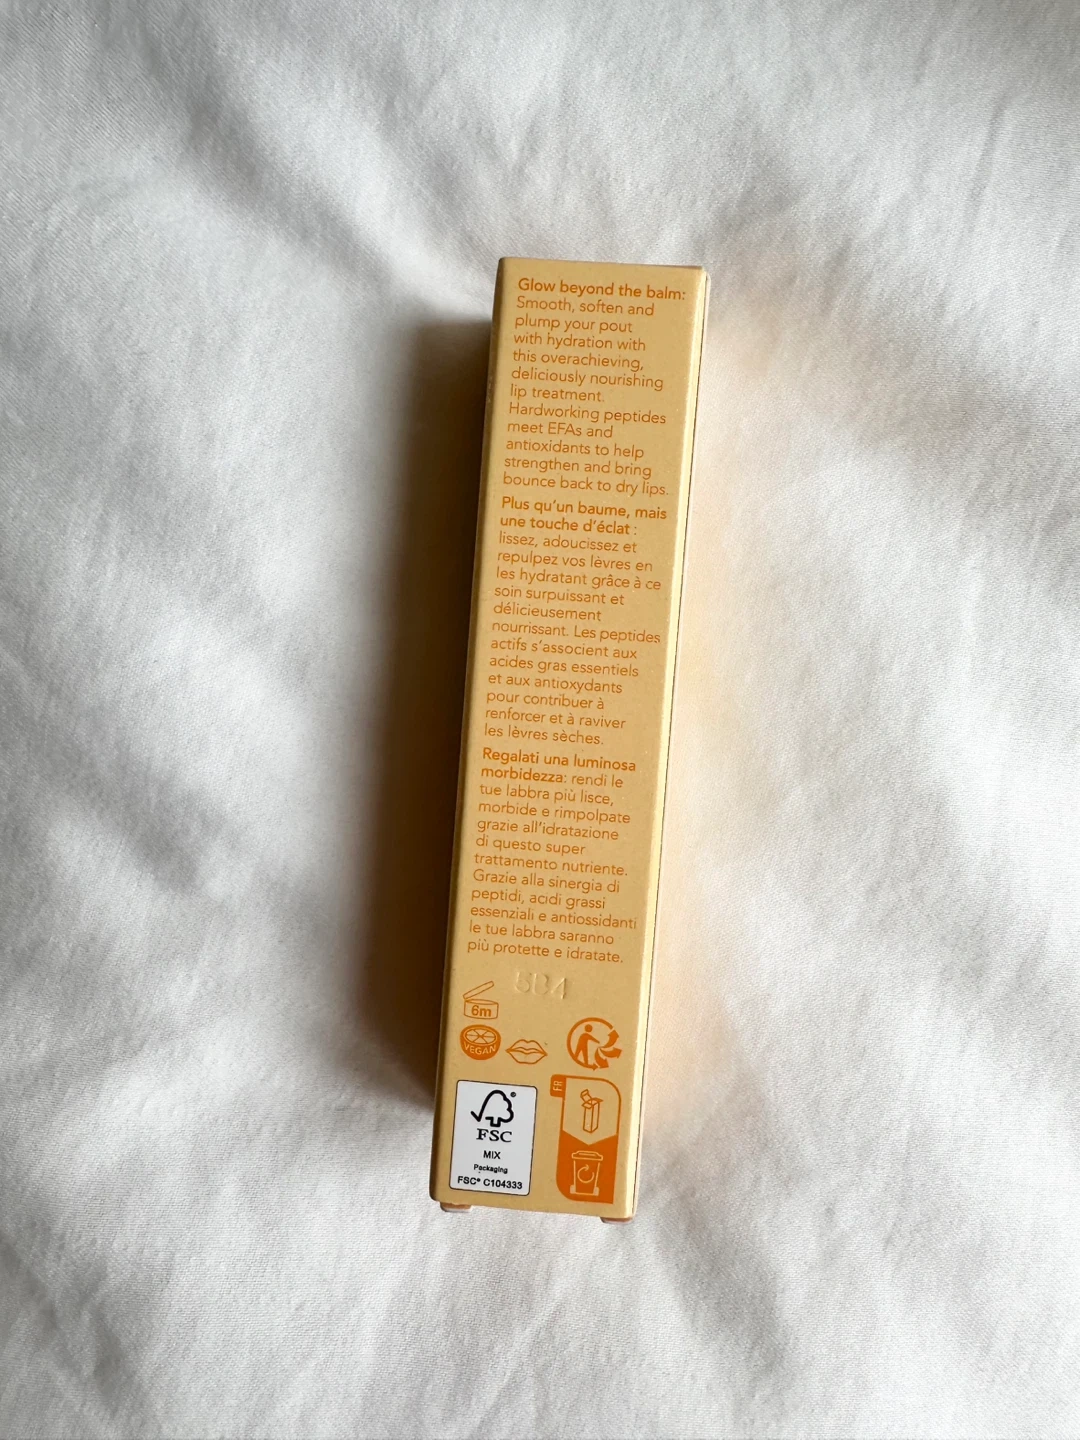 Glow beyond the balm:
Smooth, soften and
plump your pout
with hydration with
this overachieving,
deliciously nourishing
lip treatment.
Hardworking peptides
meet EFAs and
antioxidants to help
strengthen and bring
bounce back to dry lips.
Plus qu'un baume, mais
une touche d'éclat :
lissez, adoucissez et
repulpez vos lèvres en
les hydratant grâce à ce
soin surpuissant et
délicieusement
nourrissant. Les peptides
actifs s'associent aux
acides gras essentiels
et aux antioxydants
pour contribuer à
renforcer et à raviver
les lèvres sèches.
Regalati una luminosa
morbidezza: rendi le
tue labbra più lisce,
morbide e rimpolpate
grazie all'idratazione
di questo super
trattamento nutriente.
Grazie alla sinergia di
peptidi, acidi grassi
essenziali e antiossidanti
le tue labbra saranno
più protette e idratate.
6m
VEGAN
FR
FSC
MIX
Packaging
FSC® C104333